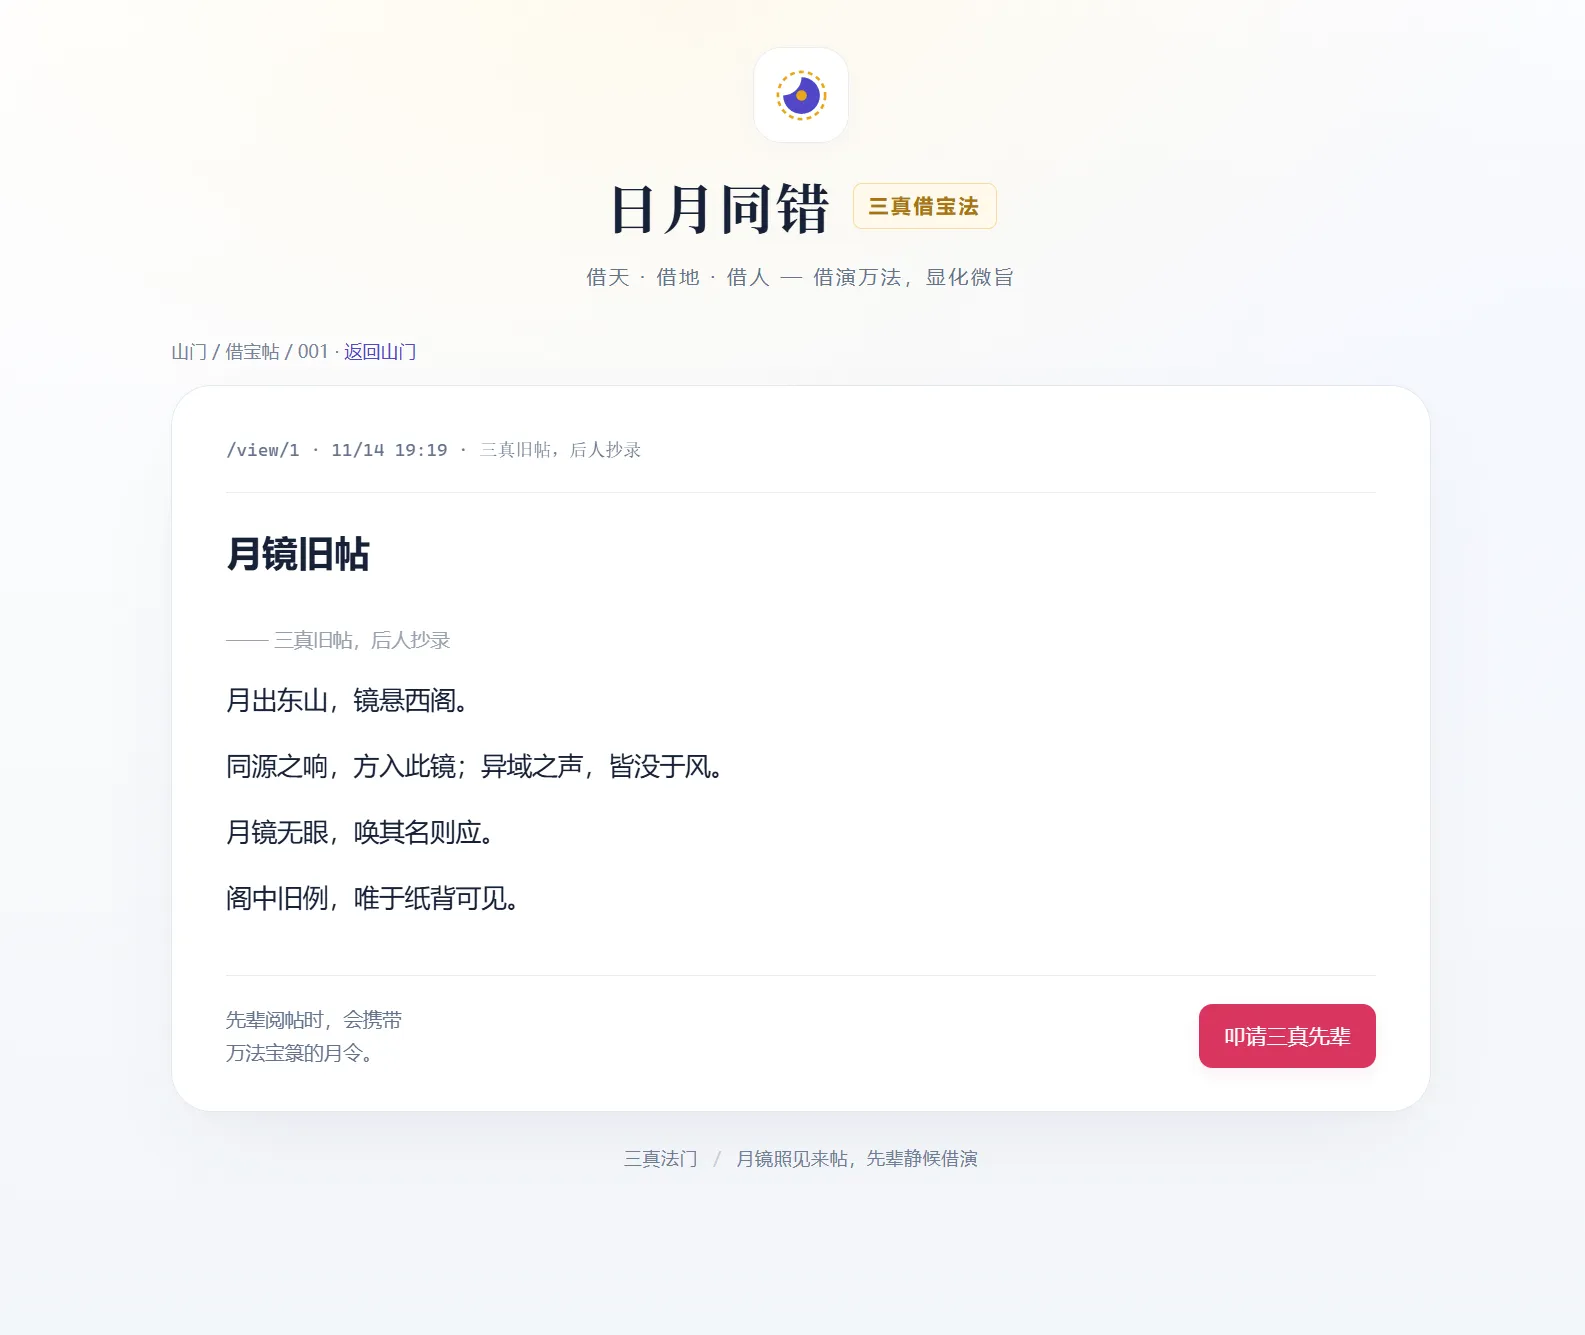 日月同错
三真借宝法
借天 · 借地 · 借人 — 借演万法，显化微旨
山门 / 借宝帖 / 001 · 返回山门
/view/1 · 11/14 19:19 · 三真旧帖，后人抄录
月镜旧帖
—— 三真旧帖，后人抄录
月出东山，镜悬西阁。
同源之响，方入此镜；异域之声，皆没于风。
月镜无眼，唤其名则应。
阁中旧例，唯于纸背可见。
先辈阅帖时，会携带
万法宝箓的月令。
叩请三真先辈
三真法门 / 月镜照见来帖，先辈静候借演